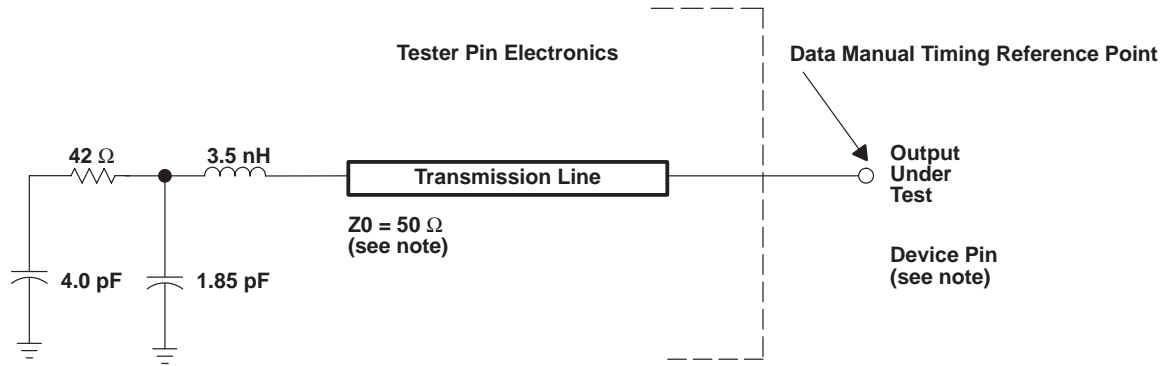 Tester Pin Electronics
Data Manual Timing Reference Point
42 Ω
3.5 nH
Transmission Line
Output
Under
Test
Z0 = 50 Ω
(see note)
Device Pin
(see note)
4.0 pF
1.85 pF